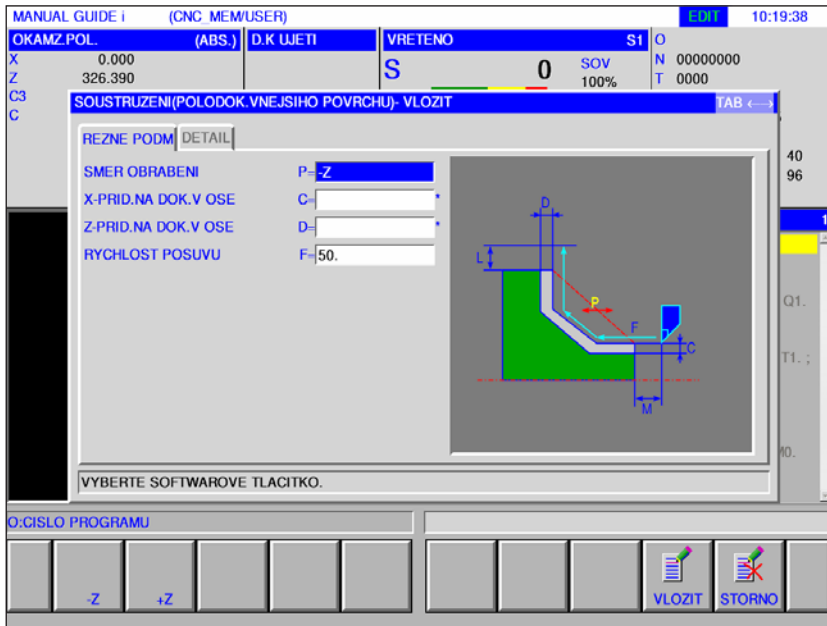 MANUAL GUIDE i (CNC_MEM/USER) EDIT 10:19:38
OKAMZ.POL. (ABS.) D.K UJETI VRETENO S1 O
X 0.000 S 0 SOV N 00000000
Z 326.390 100% T 0000
C3
C
SOUSTRUZENI(POLODOK.VNEJSIHO POVRCHU)- VLOZIT TAB ←→
REZNE PODM DETAIL
SMER OBRABENI P=-Z
X-PRID.NA DOK.V OSE C= *
Z-PRID.NA DOK.V OSE D= *
RYCHLOST POSUVU F=50.
D
L
P
F
C
M
40
96
1
Q1.
T1. ;
M0.
VYBERTE SOFTWAROVE TLACITKO.
O:CISLO PROGRAMU
-Z +Z VLOZIT STORNO